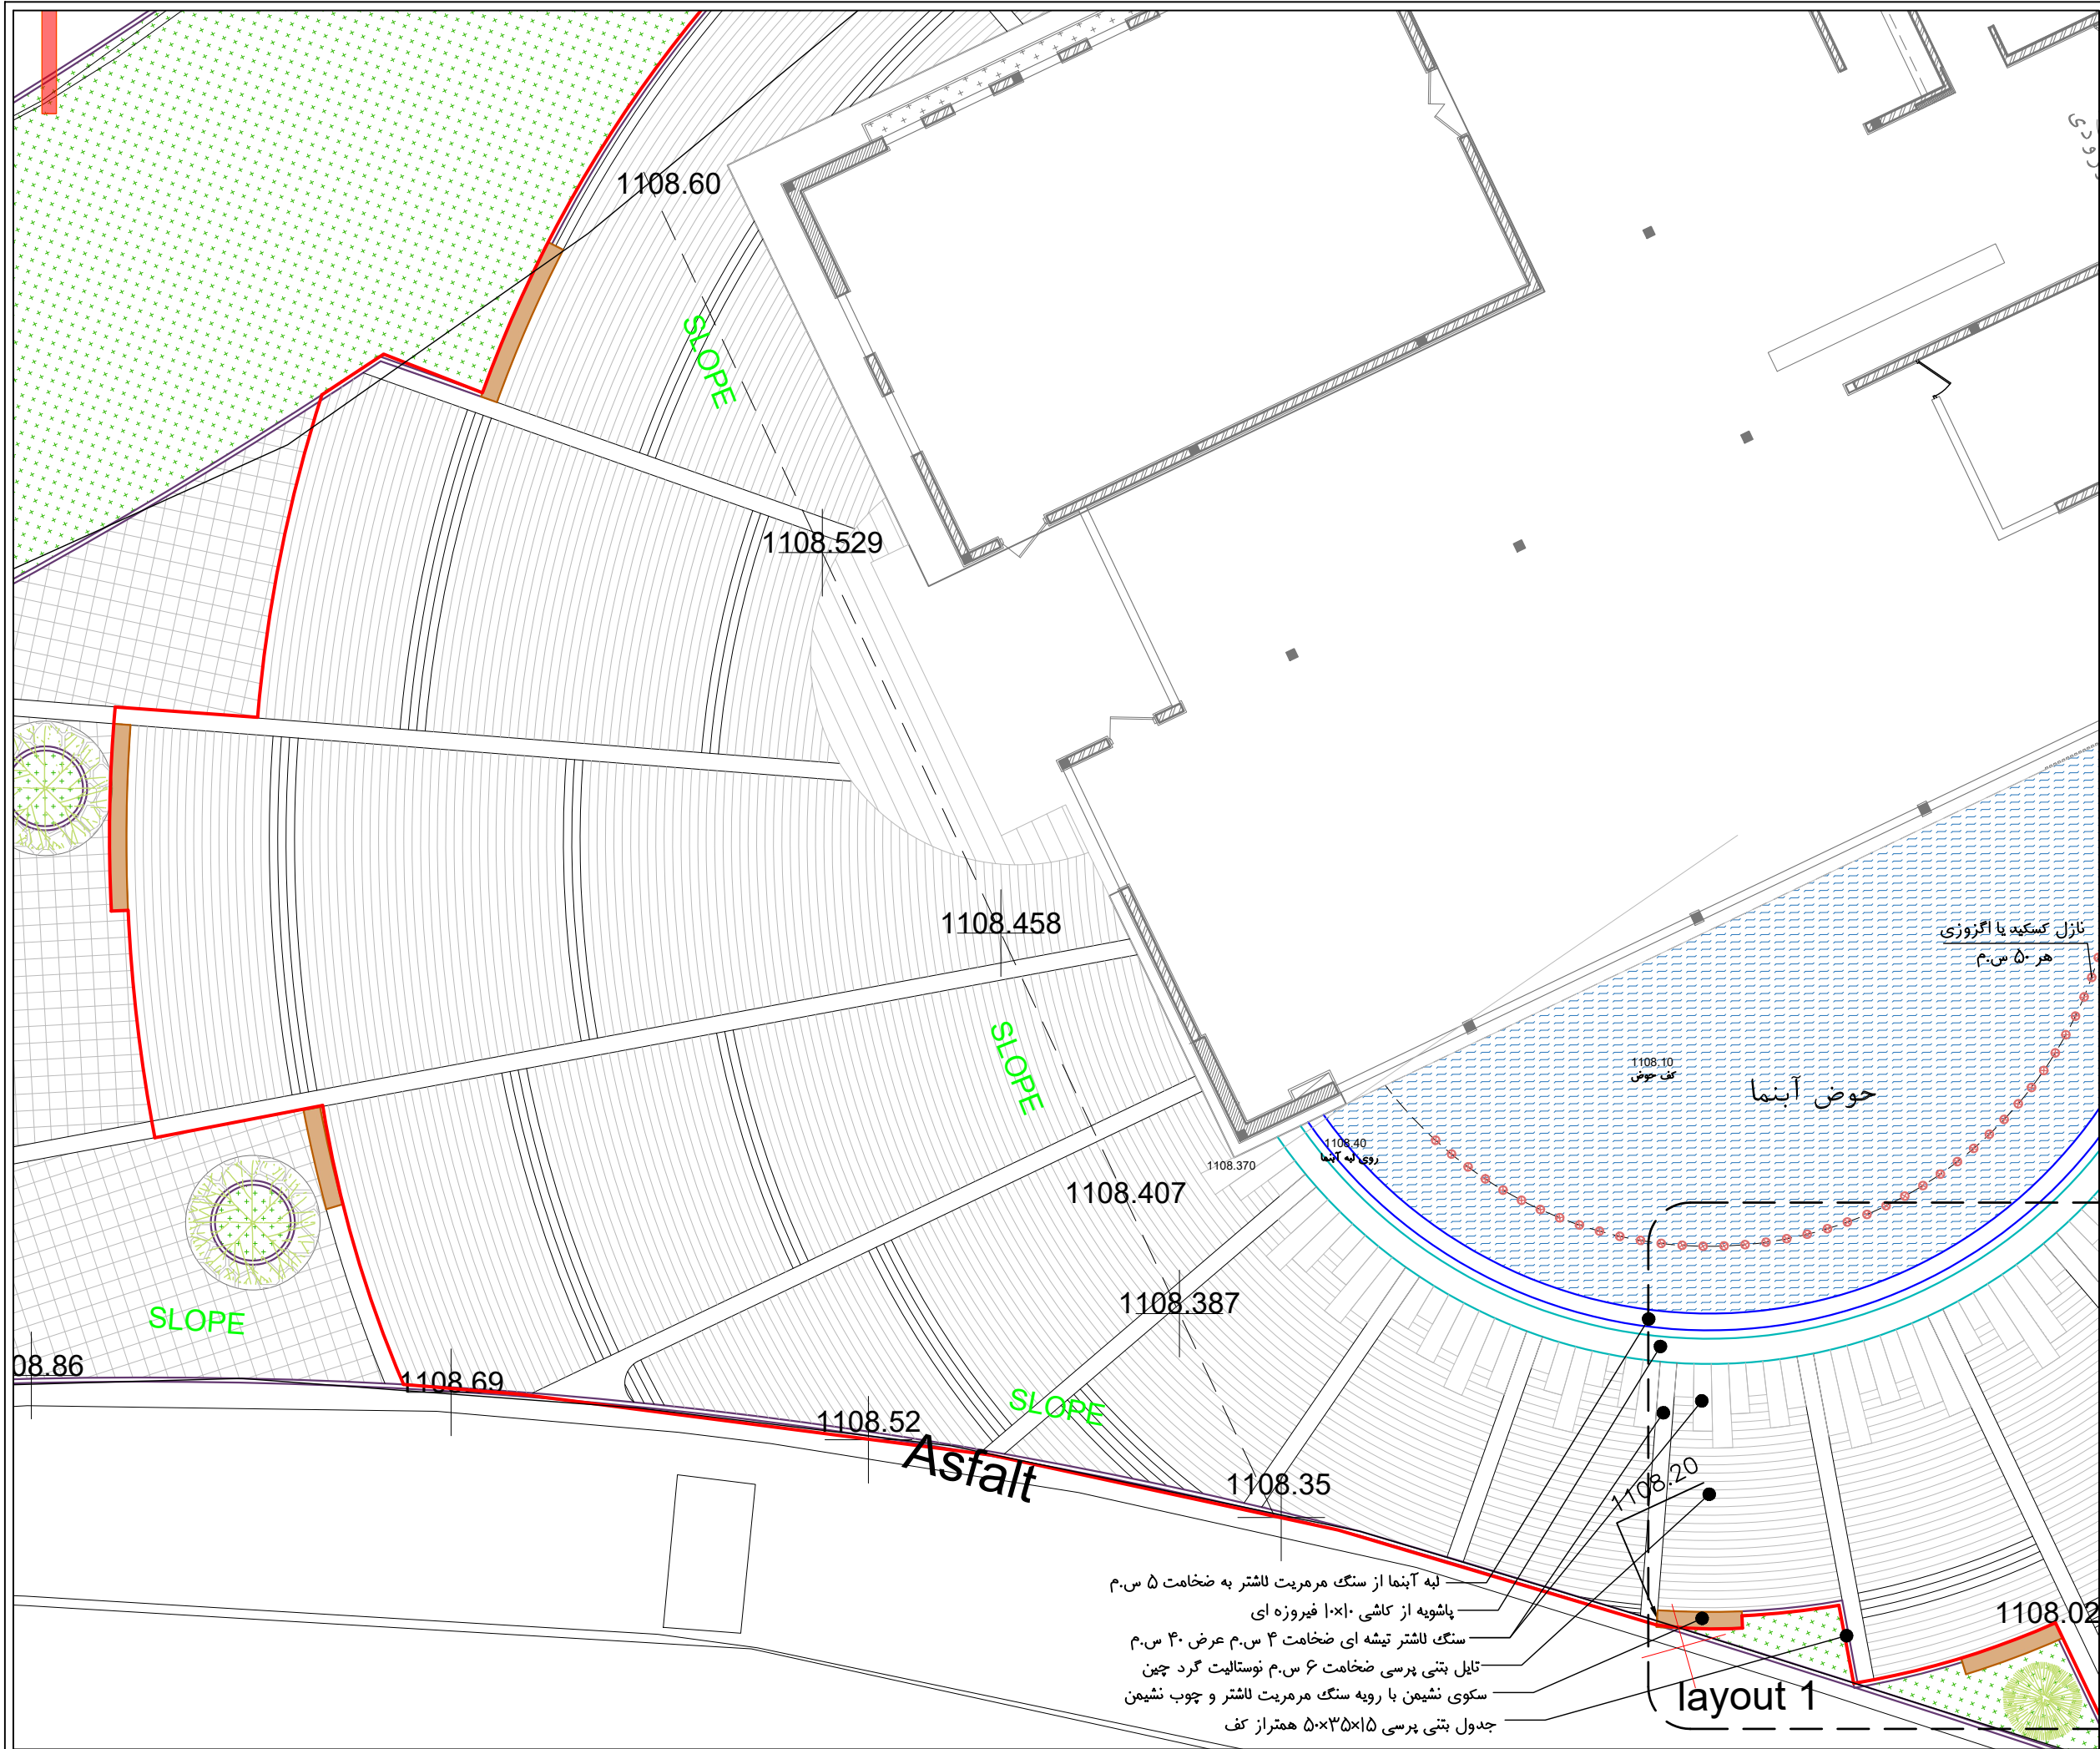 1108.60
SLOPE
1108.529
1108.458
نازل کسکید یا اگزوزی
هر ۵۰ س.م
1108.10
کف حوض
حوض آبنما
SLOPE
1108.40
روی لبه آبنما
1108.370
1108.407
1108.387
SLOPE
08.86
1108.69
SLOPE
1108.52
Asfalt
1108.35
1108.20
لبه آبنما از سنگ مرمریت لاشتر به ضخامت ۵ س.م
پاشویه از کاشی ۱۰×۱۰ فیروزه ای
سنگ لاشتر تیشه ای ضخامت ۴ س.م عرض ۴۰ س.م
تایل بتنی پرسی ضخامت ۶ س.م نوستالیت گرد چین
سکوی نشیمن با رویه سنگ مرمریت لاشتر و چوب نشیمن
جدول بتنی پرسی ۱۵×۳۵×۵۰ همتراز کف
1108.02
layout 1